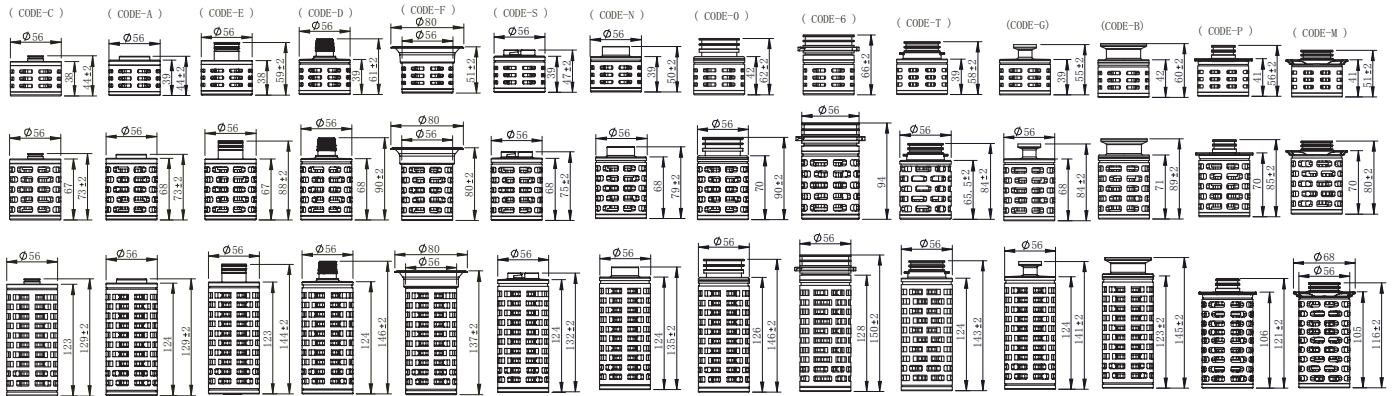 ( CODE-C ) ( CODE-A ) ( CODE-E ) ( CODE-D ) ( CODE-F ) ( CODE-S ) ( CODE-N ) ( CODE-O ) ( CODE-6 ) ( CODE-T ) (CODE-G) (CODE-B) ( CODE-P ) ( CODE-M )
Ø56 Ø56 Ø56 Ø56 Ø80 Ø56 Ø56 Ø56
38 44±2 39 44±2 38 59±2 39 61±2 51±2 39 47±2 39 50±2 42 62±2 66±2 39 58±2 39 55±2 42 60±2 41 56±2 41 51±2
Ø56 Ø56 Ø56 Ø56 Ø80 Ø56 Ø56 Ø56 Ø56 Ø56 Ø56 Ø56
67 73±2 68 73±2 67 88±2 68 90±2 80±2 68 75±2 68 79±2 70 90±2 94 65.5±2 84±2 68 84±2 71 89±2 70 85±2 70 80±2
Ø56 Ø56 Ø56 Ø56 Ø80 Ø56 Ø56 Ø56 Ø56 Ø56 Ø56 Ø56 Ø68 Ø56
123 129±2 124 129±2 123 144±2 124 146±2 137±2 124 132±2 124 135±2 126 146±2 128 150±2 124 143±2 124 141±2 123±2 145±2 106 121±2 105 116±2